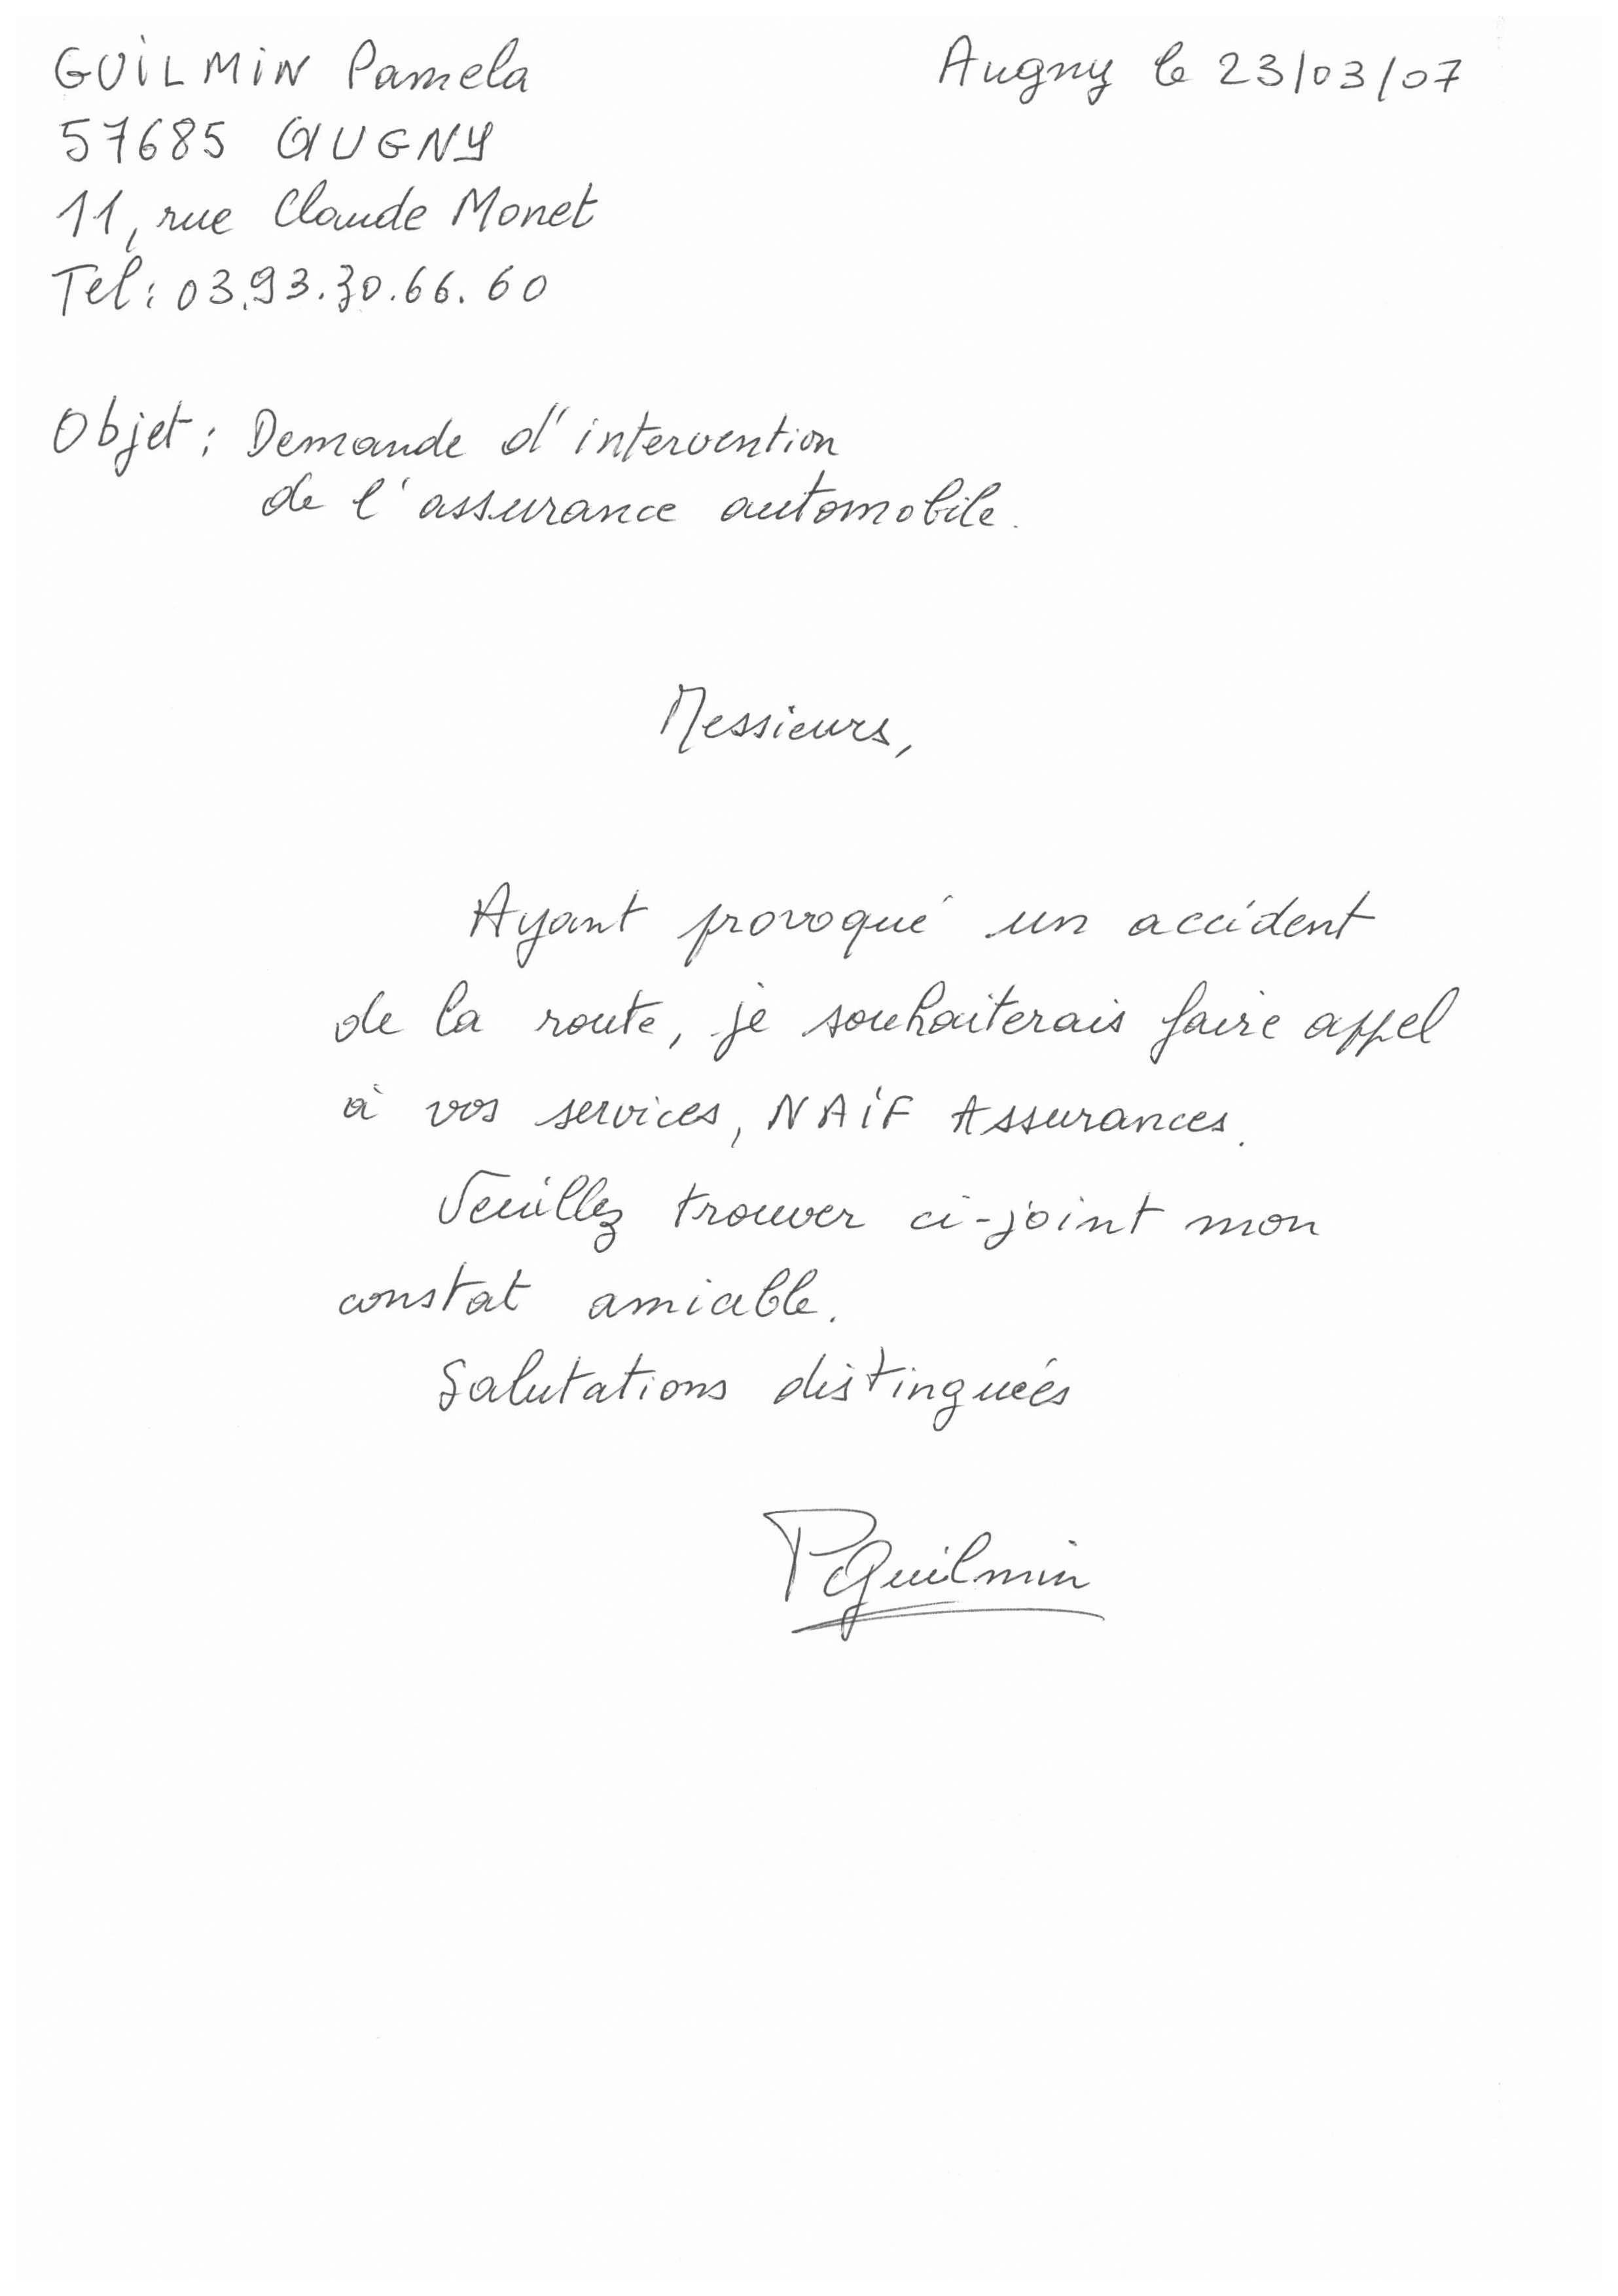 GUILMIN Pamela
Augny le 23/03/07
57685 AUGNY
11, rue Claude Monet
Tel: 03.93.30.66.60
Objet: Demande d'intervention
de l'assurance automobile.
Messieurs,
Ayant provoqué un accident
de la route, je souhaiterais faire appel
à vos services, NAIF Assurances.
Veuillez trouver ci-joint mon
constat amiable.
Salutations distinguées
PGuilmin